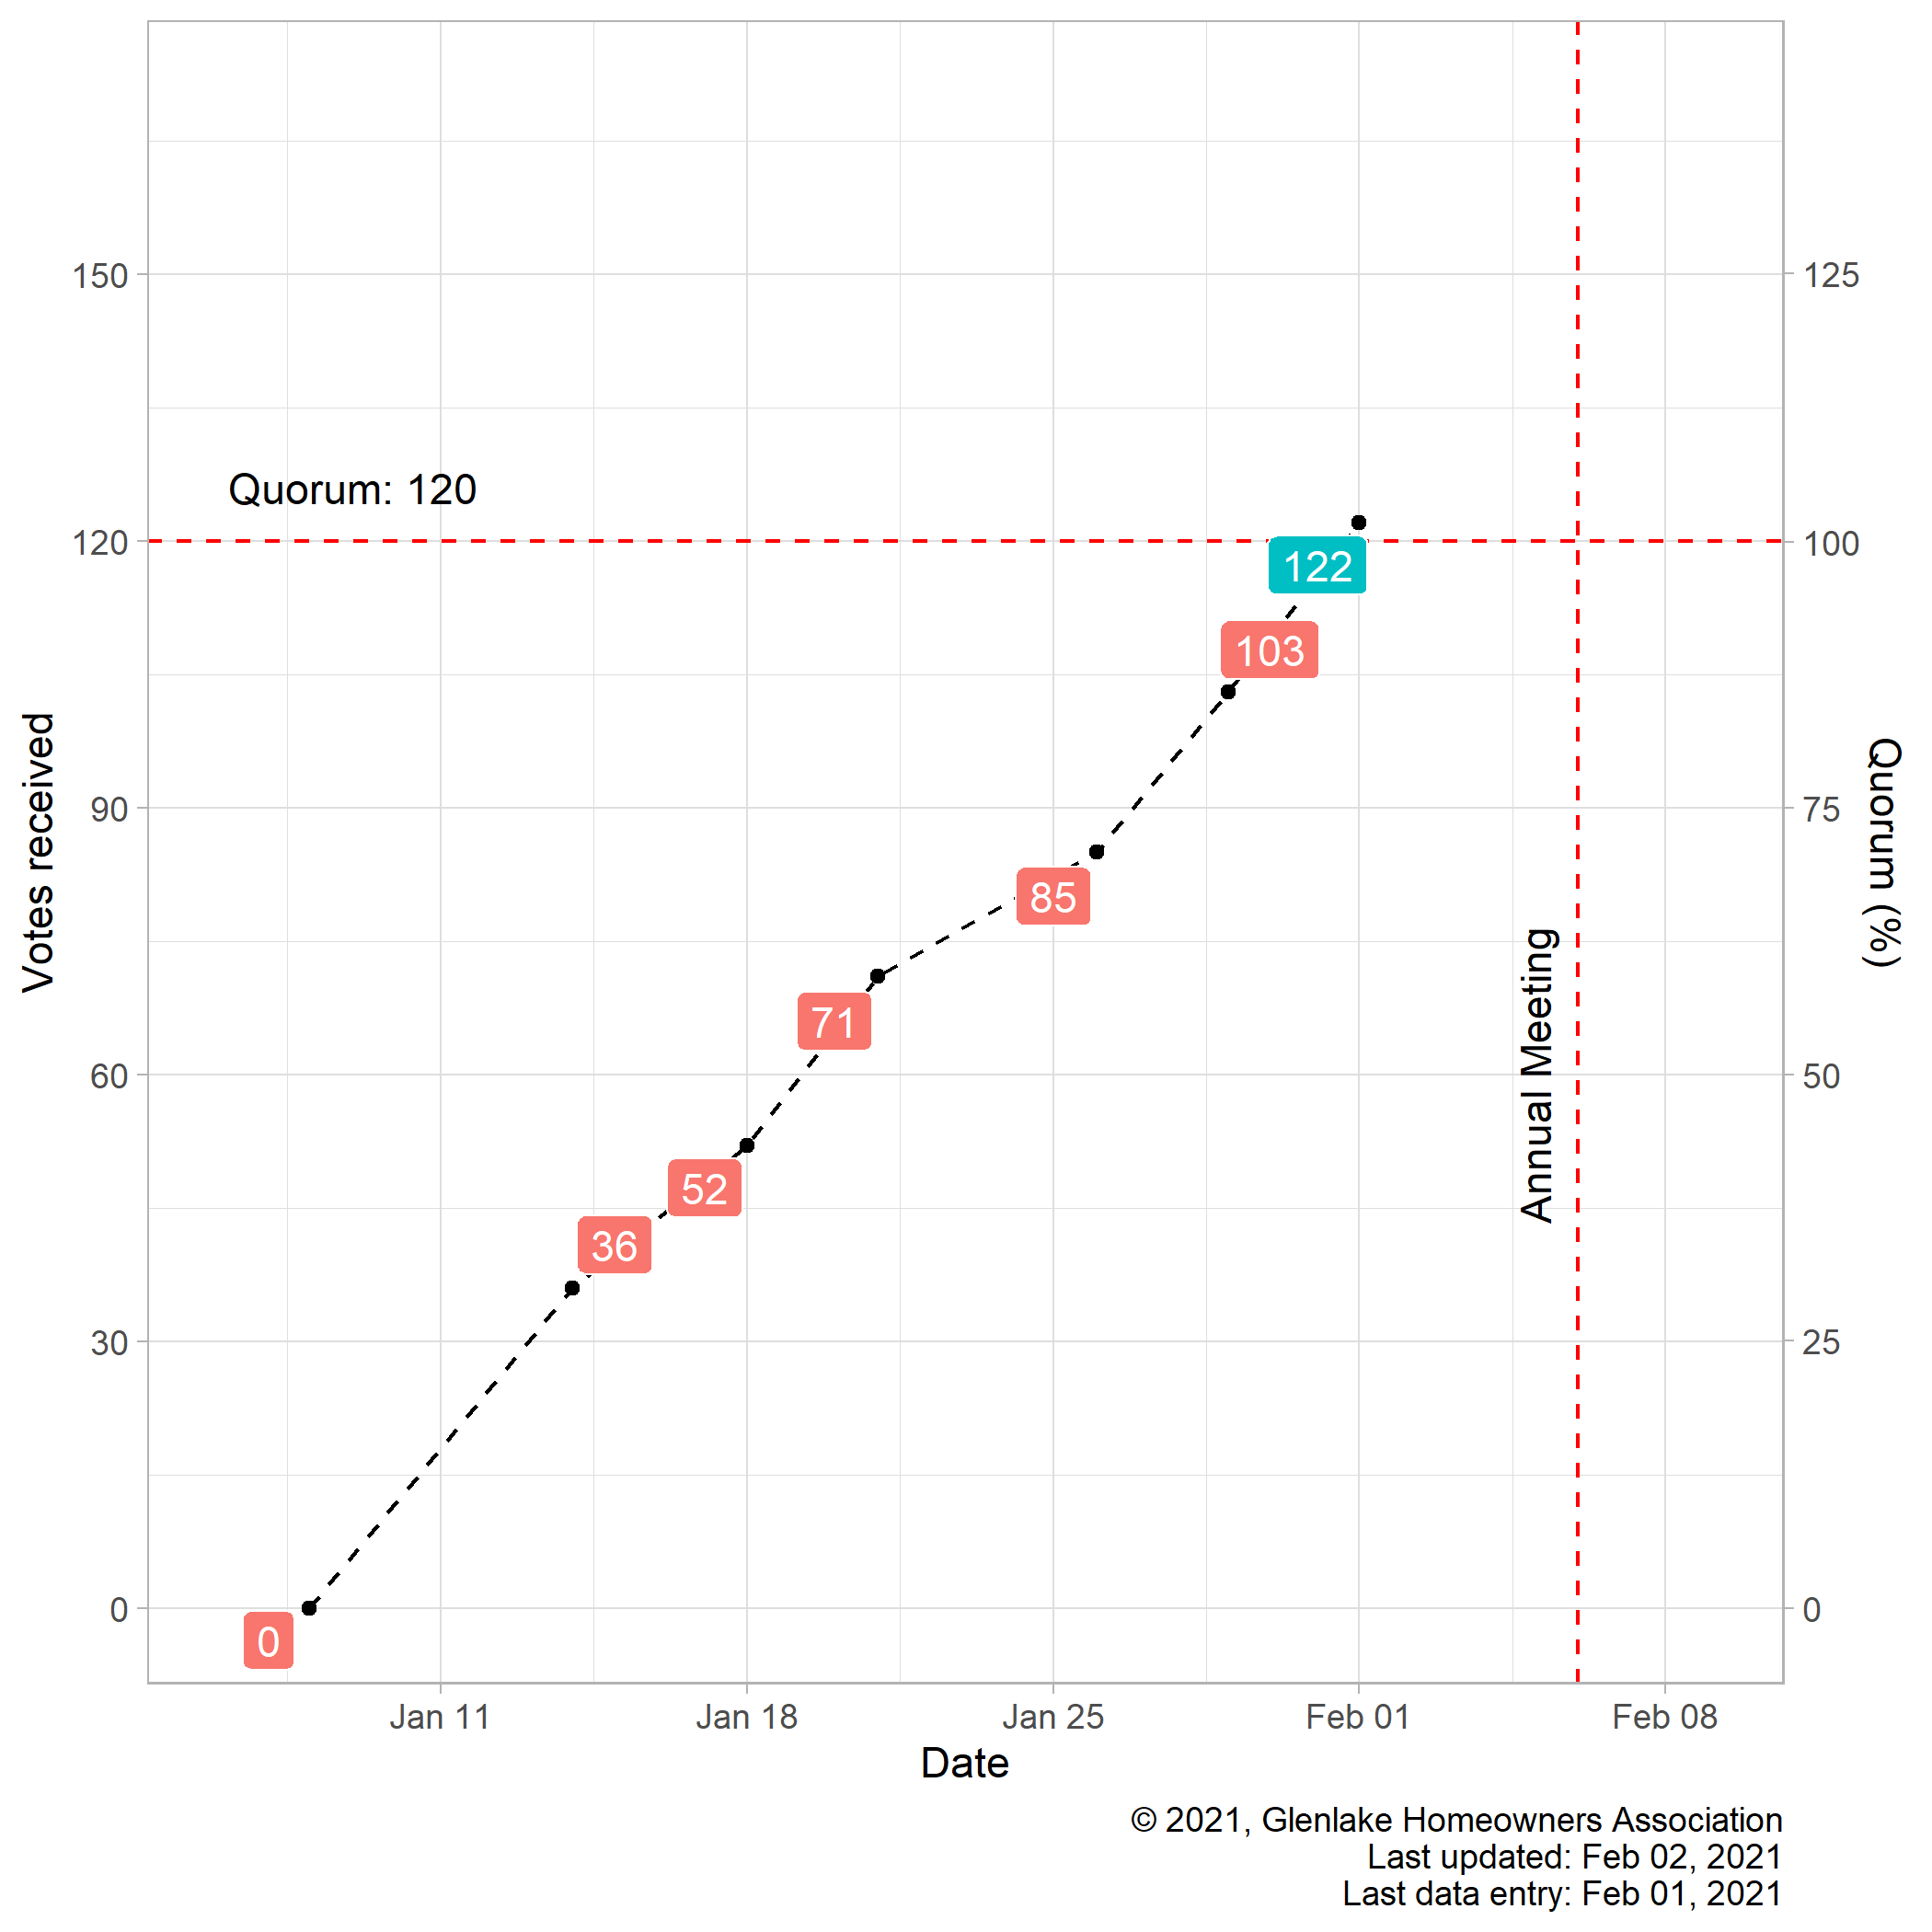 150
125
Quorum: 120
120
100
122
103
90
75
Votes received
Quorum (%)
85
71
Annual Meeting
60
50
52
36
30
25
0
0
0
Jan 11
Jan 18
Jan 25
Feb 01
Feb 08
Date
© 2021, Glenlake Homeowners Association
Last updated: Feb 02, 2021
Last data entry: Feb 01, 2021